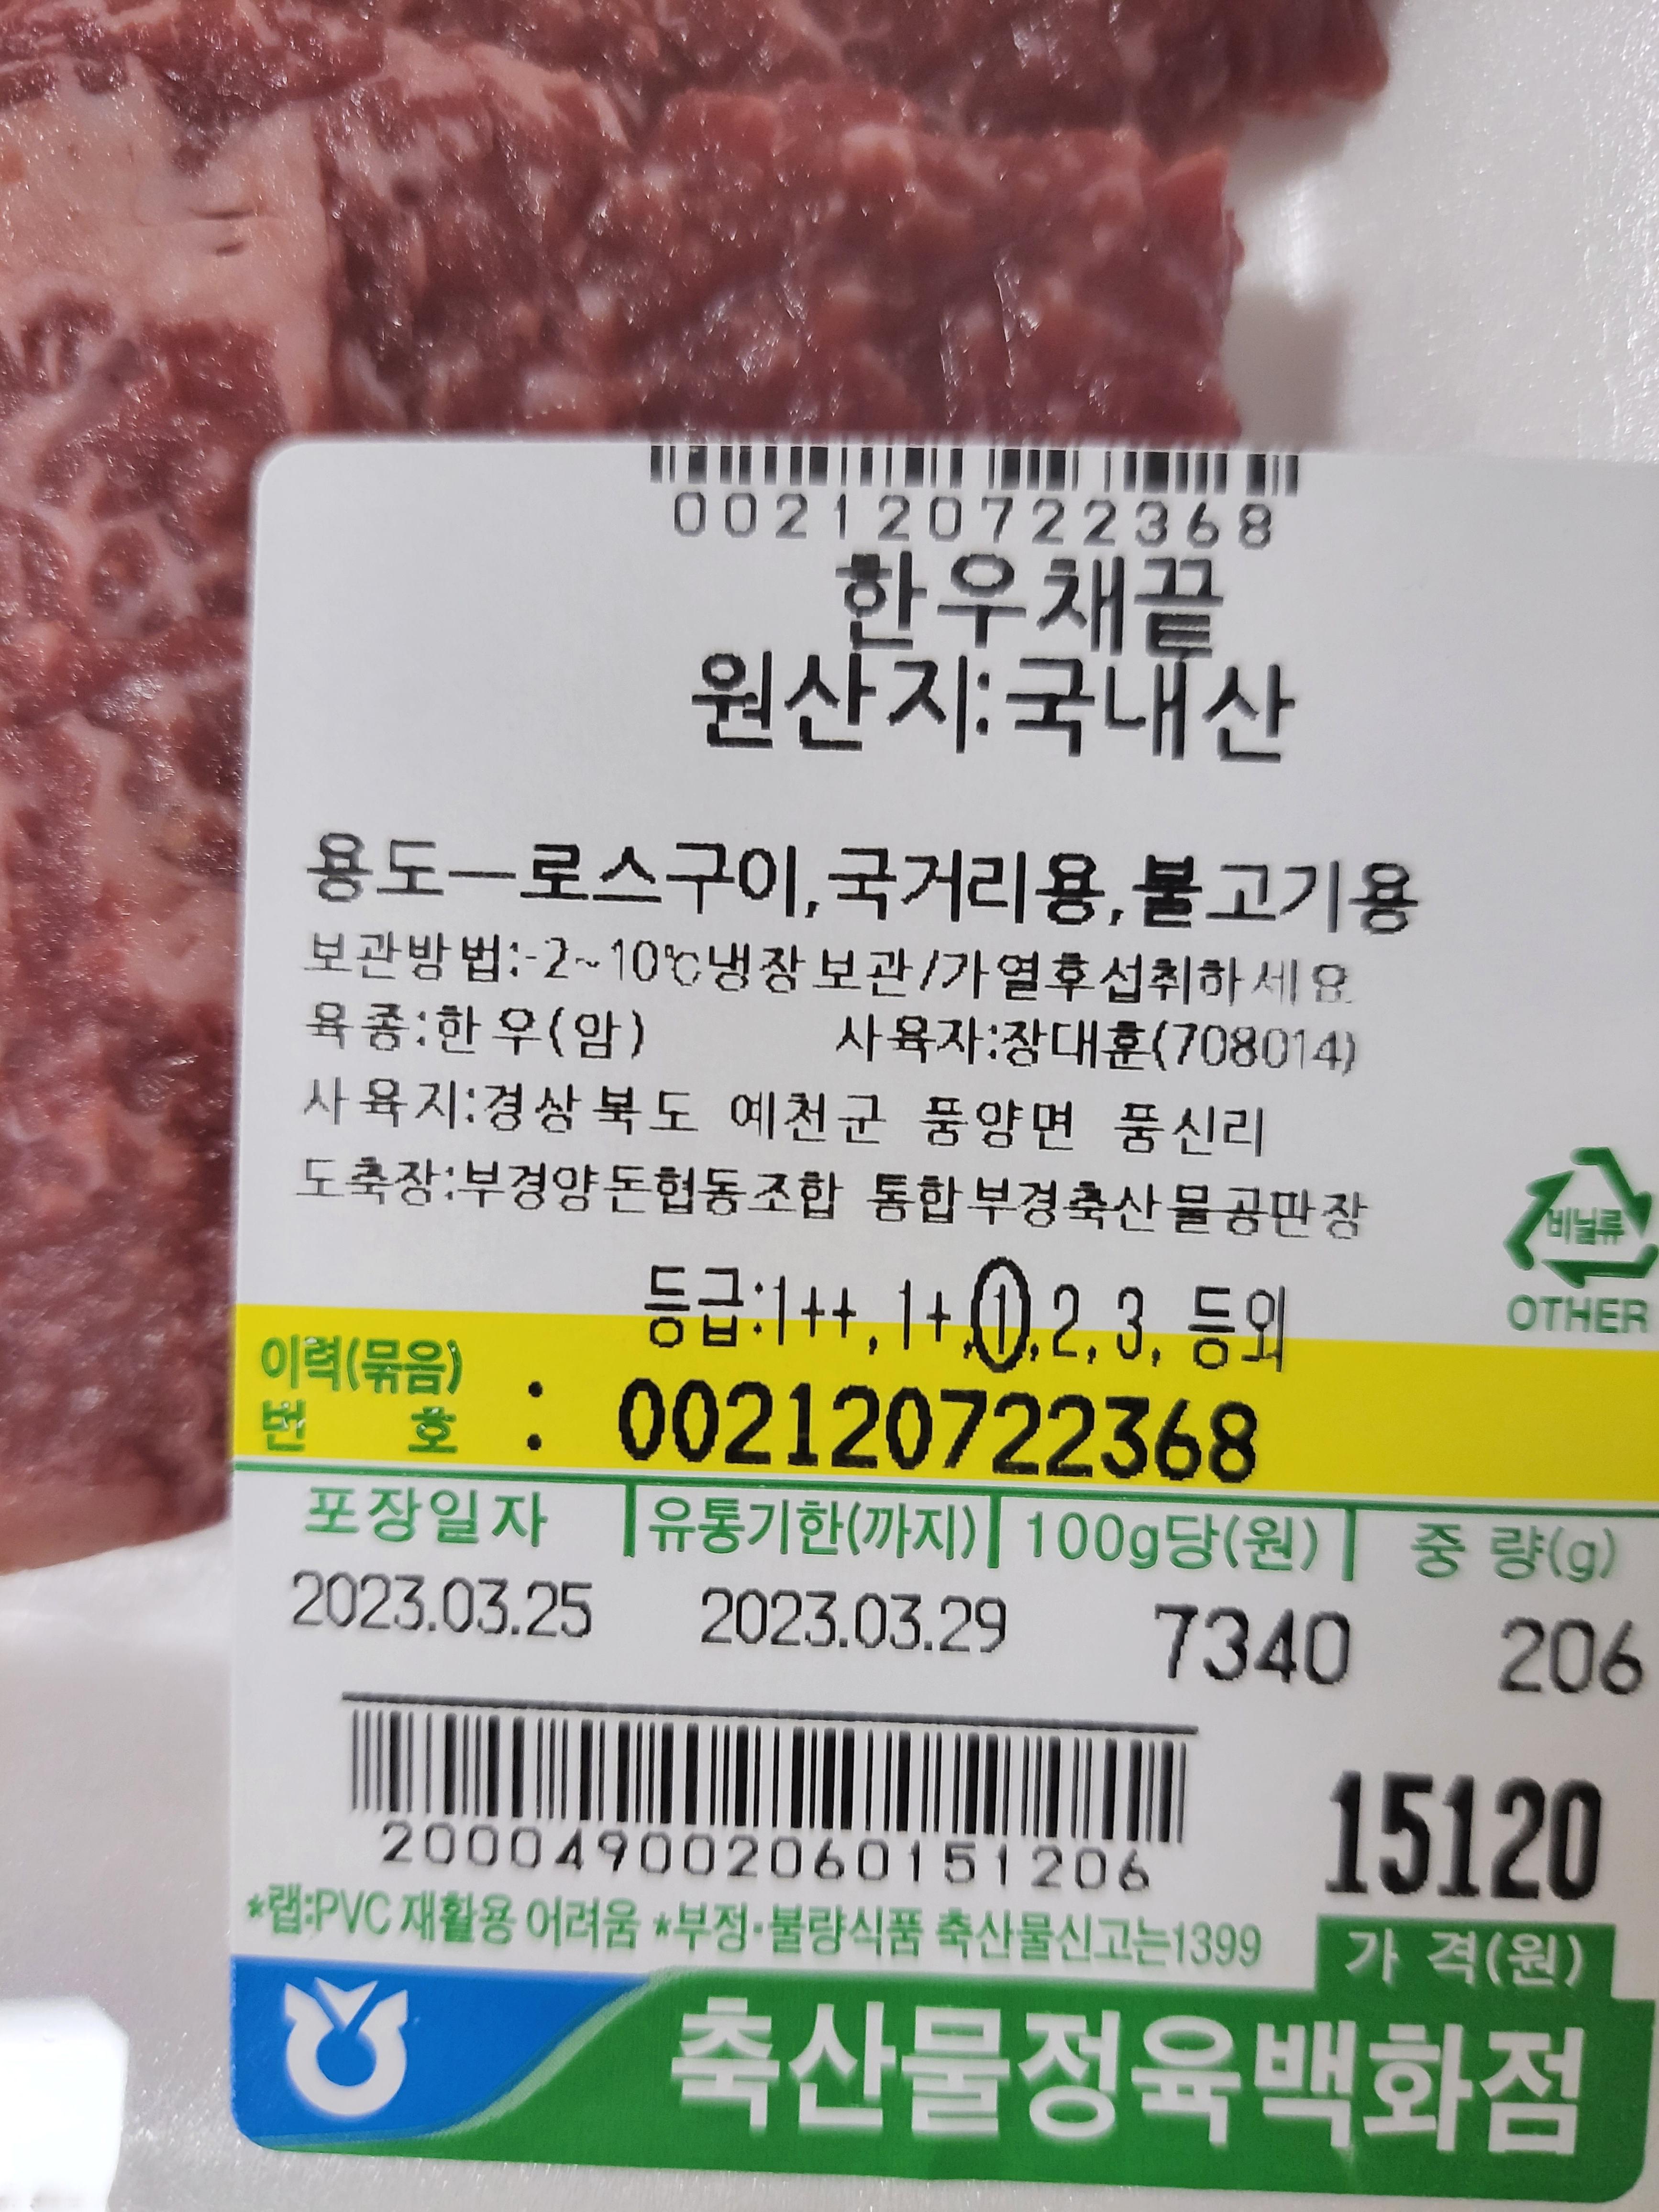 002120722368
한우채끝
원산지:국내산
용도—로스구이,국거리용,불고기용
보관방법:-2~10℃냉장보관/가열후섭취하세요
육종:한우(암) 사육자:장대훈(708014)
사육지:경상북도 예천군 풍양면 풍신리
도축장:부경양돈협동조합 통합부경축산물공판장
비닐류
OTHER
등급:1++, 1+,1,2,3, 등외
이력(묶음)
번 호 : 002120722368
포장일자 유통기한(까지) 100g당(원) 중 량(g)
2023.03.25 2023.03.29 7340 206
200049002060151206
15120
*랩:PVC 재활용 어려움 *부정·불량식품 축산물신고는1399
가 격(원)
축산물정육백화점